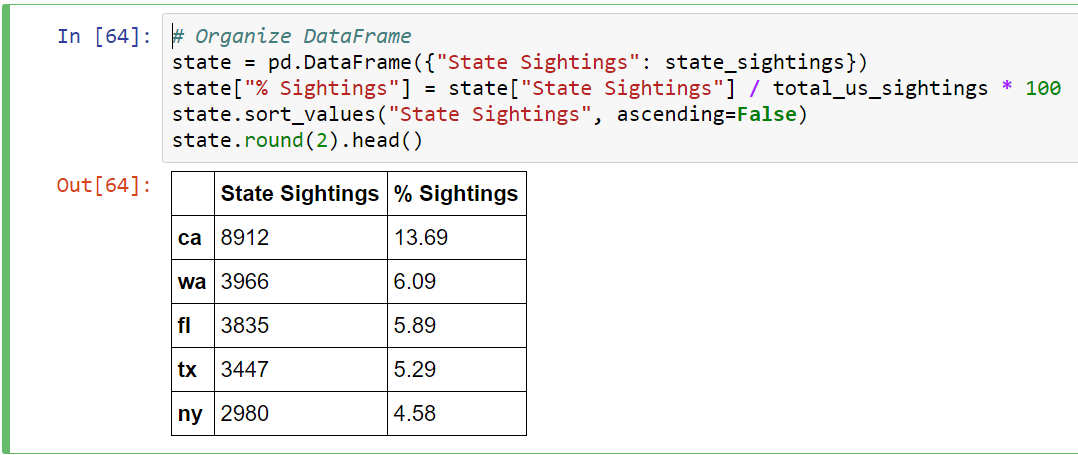 In [64]: # Organize DataFrame
state = pd.DataFrame({"State Sightings": state_sightings})
state["% Sightings"] = state["State Sightings"] / total_us_sightings * 100
state.sort_values("State Sightings", ascending=False)
state.round(2).head()
Out[64]:
State Sightings % Sightings
ca 8912 13.69
wa 3966 6.09
fl 3835 5.89
tx 3447 5.29
ny 2980 4.58